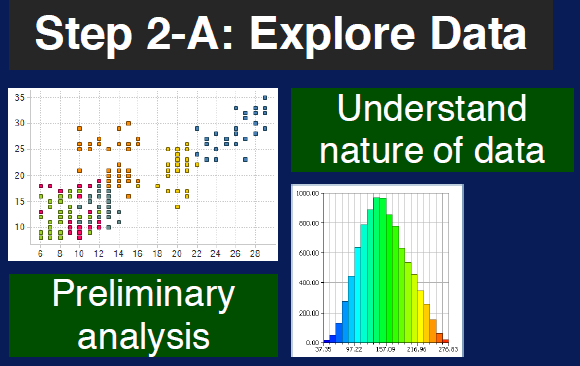 Step 2-A: Explore Data
35
30
25
20
15
10
6 8 10 12 14 16 18 20 22 24 26 28
Understand
nature of data
1000.00
800.00
600.00
400.00
200.00
0.00
37.35 97.22 157.09 216.96 276.83
Preliminary
analysis